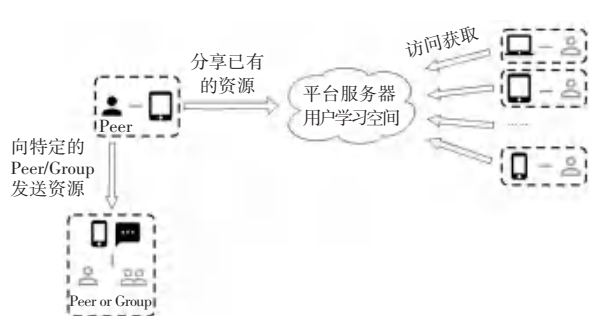 访问获取
分享已有
的资源
平台服务器
用户学习空间
Peer
……
向特定的
Peer/Group
发送资源
Peer or Group